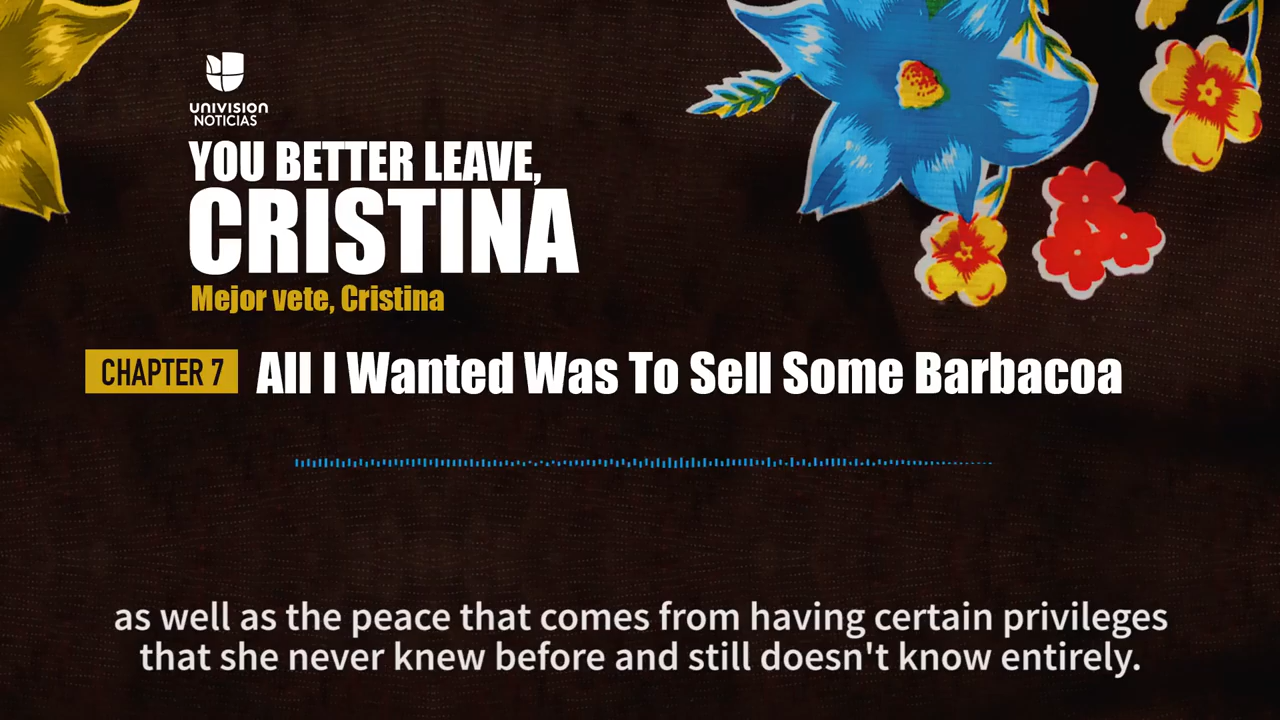 UNIVISION
NOTICIAS
YOU BETTER LEAVE,
CRISTINA
Mejor vete, Cristina
CHAPTER 7 All I Wanted Was To Sell Some Barbacoa
as well as the peace that comes from having certain privileges
that she never knew before and still doesn't know entirely.